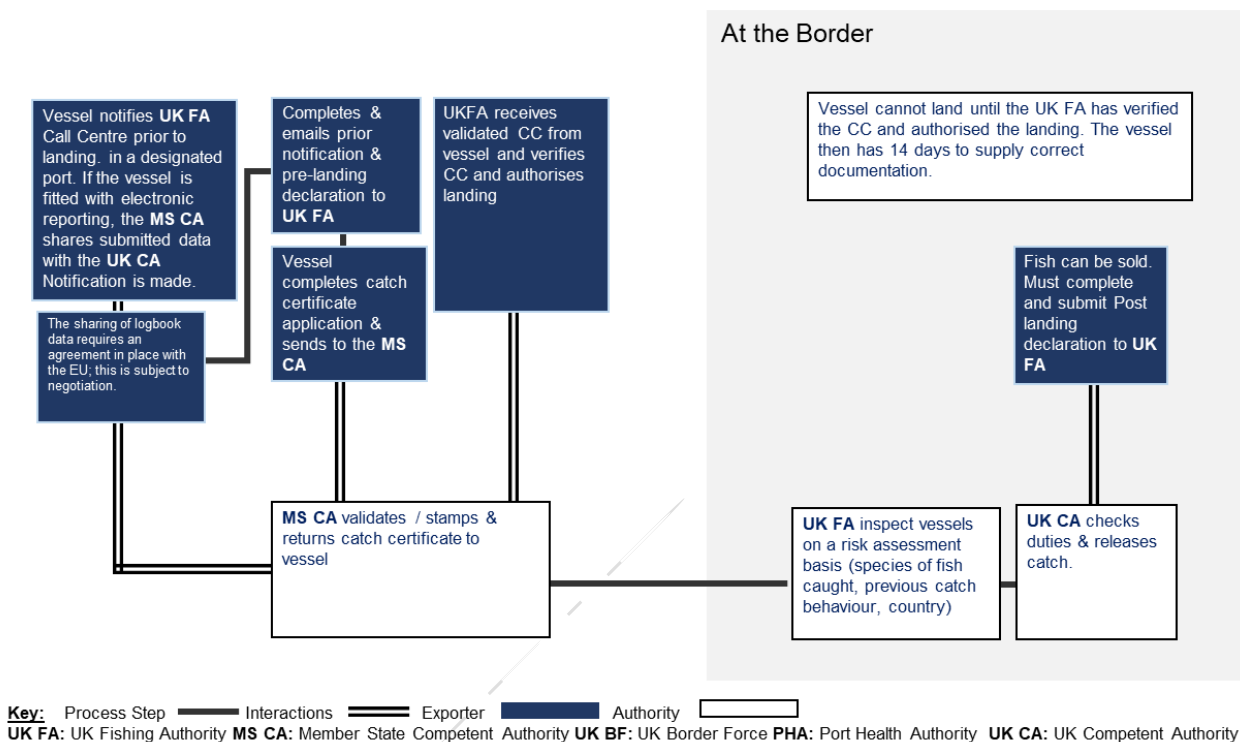 At the Border
Vessel notifies UK FA
Call Centre prior to
landing. in a designated
port. If the vessel is
fitted with electronic
reporting, the MS CA
shares submitted data
with the UK CA
Notification is made.
The sharing of logbook
data requires an
agreement in place with
the EU; this is subject to
negotiation.
Completes &
emails prior
notification &
pre-landing
declaration to
UK FA
Vessel
completes catch
certificate
application &
sends to the MS
CA
UKFA receives
validated CC from
vessel and verifies
CC and authorises
landing
MS CA validates / stamps &
returns catch certificate to
vessel
Vessel cannot land until the UK FA has verified
the CC and authorised the landing. The vessel
then has 14 days to supply correct
documentation.
Fish can be sold.
Must complete
and submit Post
landing
declaration to UK
FA
UK FA inspect vessels
on a risk assessment
basis (species of fish
caught, previous catch
behaviour, country)
UK CA checks
duties & releases
catch.
Key: Process Step Interactions Exporter Authority
UK FA: UK Fishing Authority MS CA: Member State Competent Authority UK BF: UK Border Force PHA: Port Health Authority UK CA: UK Competent Authority